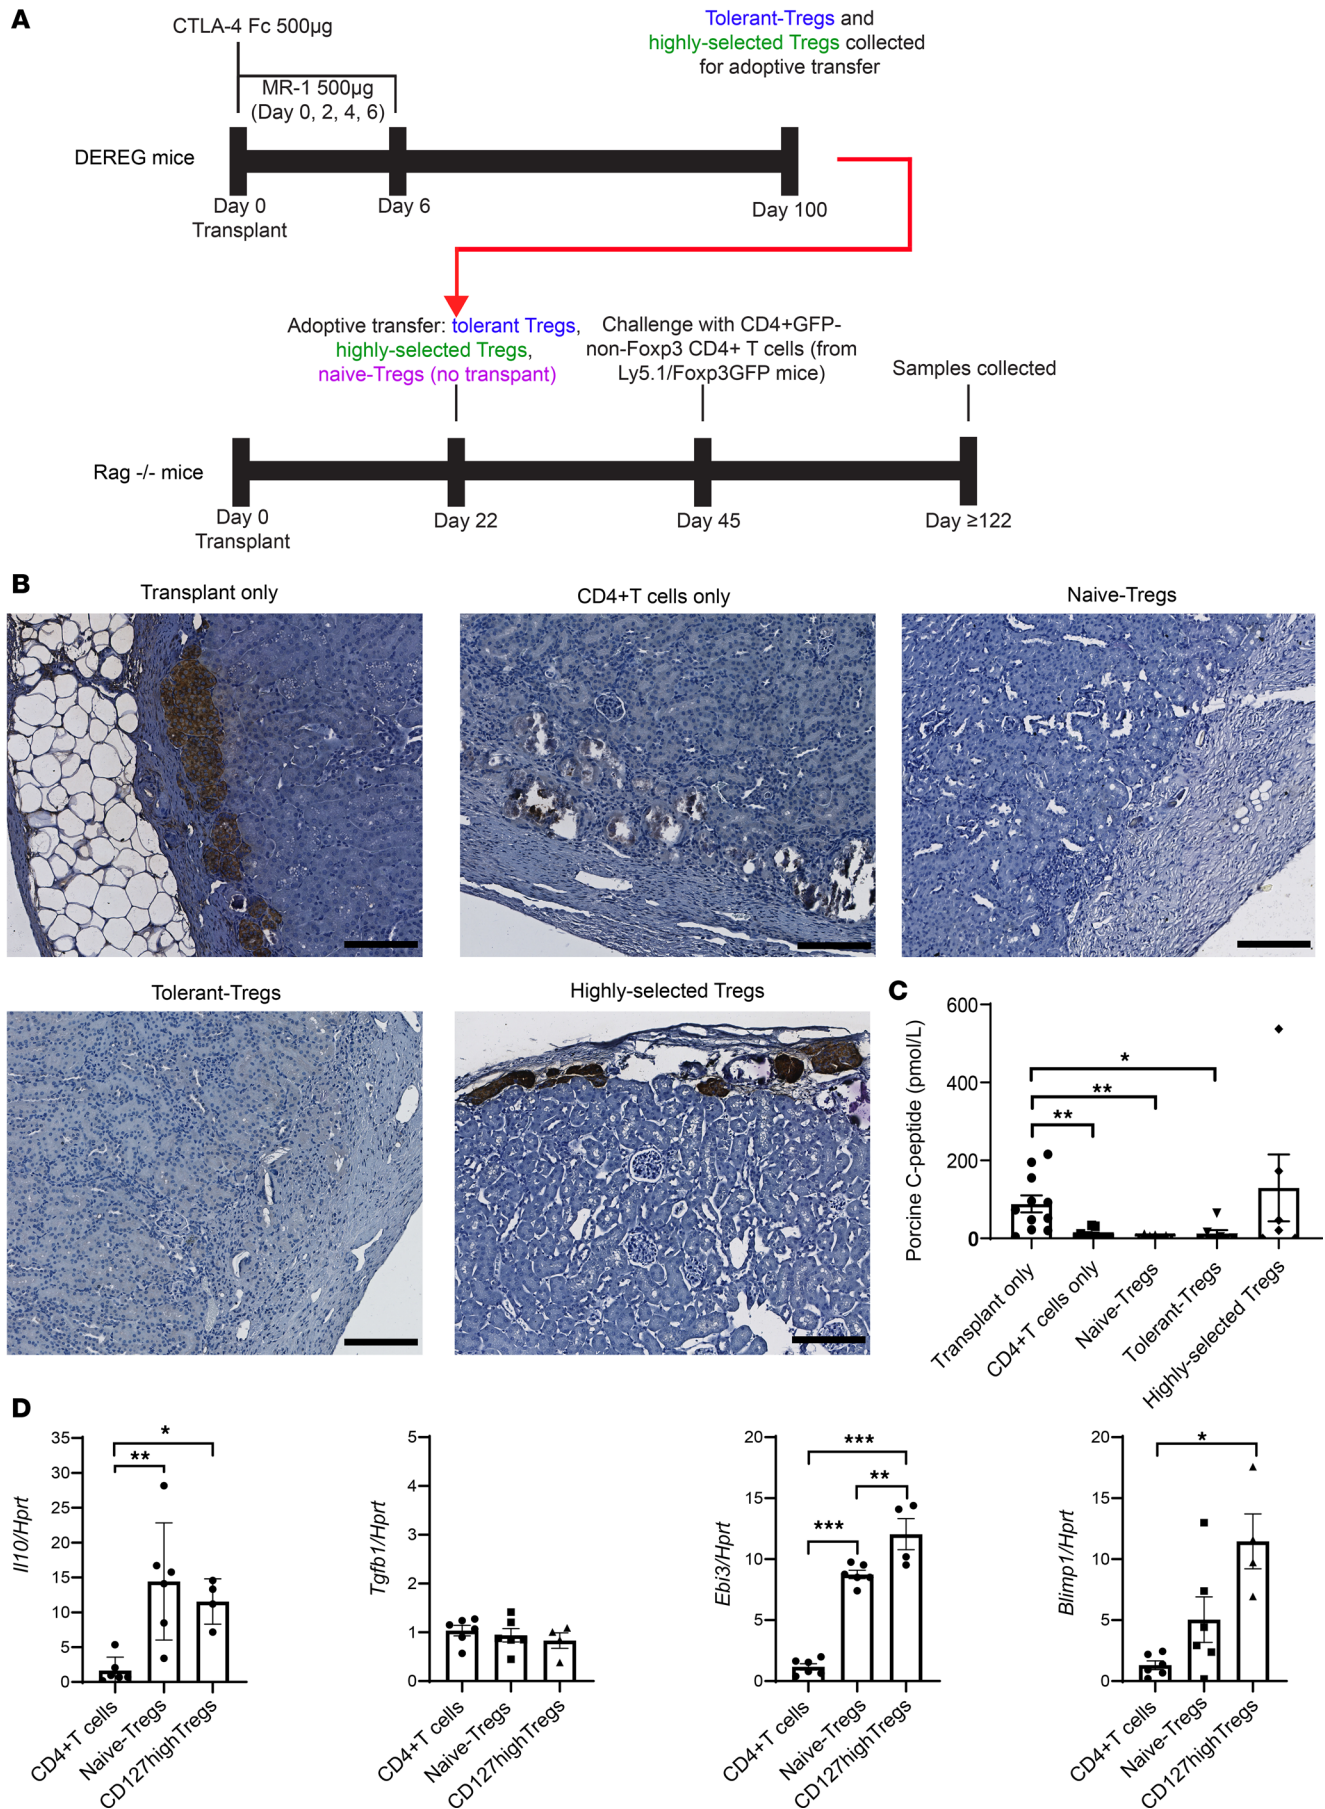 A
CTLA-4 Fc 500µg
MR-1 500µg
(Day 0, 2, 4, 6)
Tolerant-Tregs and
highly-selected Tregs collected
for adoptive transfer
DEREG mice
Day 0
Transplant
Day 6
Day 100
Adoptive transfer: tolerant Tregs,
highly-selected Tregs,
naive-Tregs (no transpant)
Challenge with CD4+GFP-
non-Foxp3 CD4+ T cells (from
Ly5.1/Foxp3GFP mice)
Samples collected
Rag -/- mice
Day 0
Transplant
Day 22
Day 45
Day ≥122
B
Transplant only
CD4+T cells only
Naive-Tregs
Tolerant-Tregs
Highly-selected Tregs
C
Porcine C-peptide (pmol/L)
600
400
200
0
*
**
**
Transplant only
CD4+T cells only
Naive-Tregs
Tolerant-Tregs
Highly-selected Tregs
D
Il10/Hprt
35
30
25
20
15
10
5
0
*
**
CD4+T cells
Naive-Tregs
CD127highTregs
Tgfb1/Hprt
5
4
3
2
1
0
CD4+T cells
Naive-Tregs
CD127highTregs
Ebi3/Hprt
20
15
10
5
0
***
**
***
CD4+T cells
Naive-Tregs
CD127highTregs
Blimp1/Hprt
20
15
10
5
0
*
CD4+T cells
Naive-Tregs
CD127highTregs